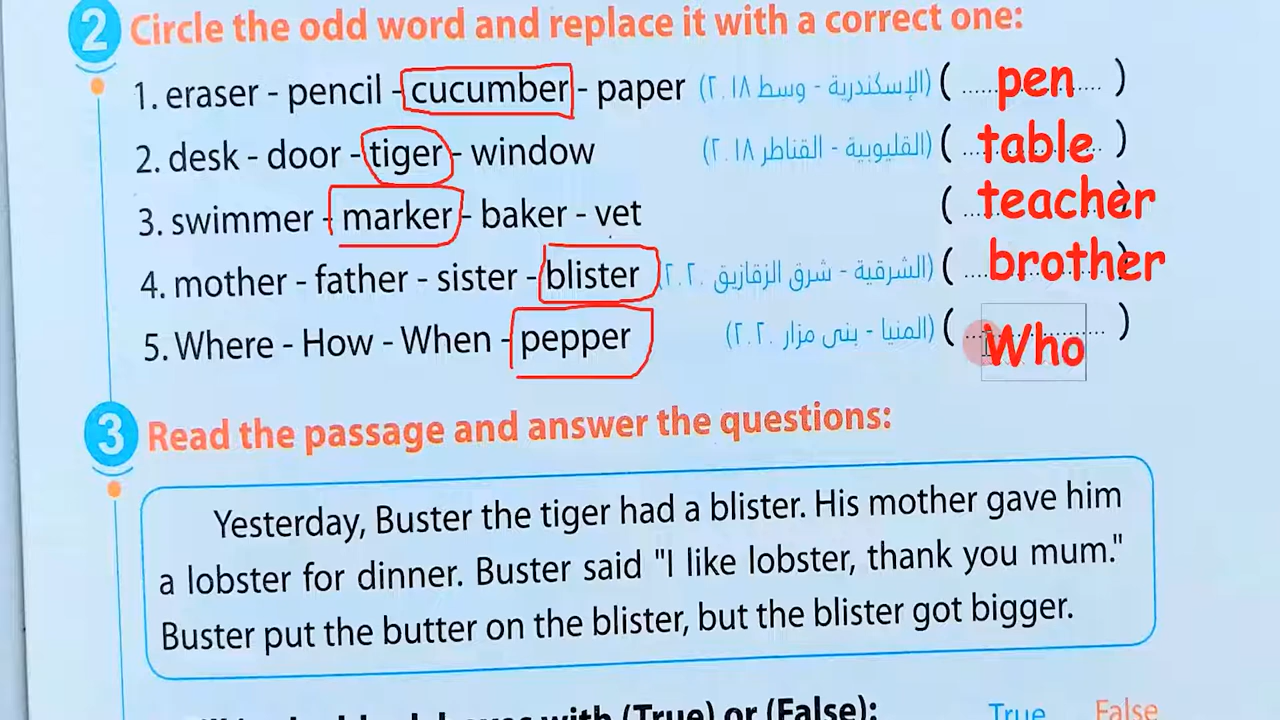 2 Circle the odd word and replace it with a correct one:
1. eraser - pencil - cucumber - paper (الإسكندرية - وسط ٢٠١٨) ( pen )
2. desk - door - tiger - window (القليوبية - القناطر ٢٠١٨) ( table )
3. swimmer - marker - baker - vet ( teacher )
4. mother - father - sister - blister (الشرقية - شرق الزقازيق ٢٠٢٠) ( brother )
5. Where - How - When - pepper (المنيا - بنى مزار ٢٠٢٠) ( Who )
3 Read the passage and answer the questions:
Yesterday, Buster the tiger had a blister. His mother gave him
a lobster for dinner. Buster said "I like lobster, thank you mum."
Buster put the butter on the blister, but the blister got bigger.
with (True) or (False): True False